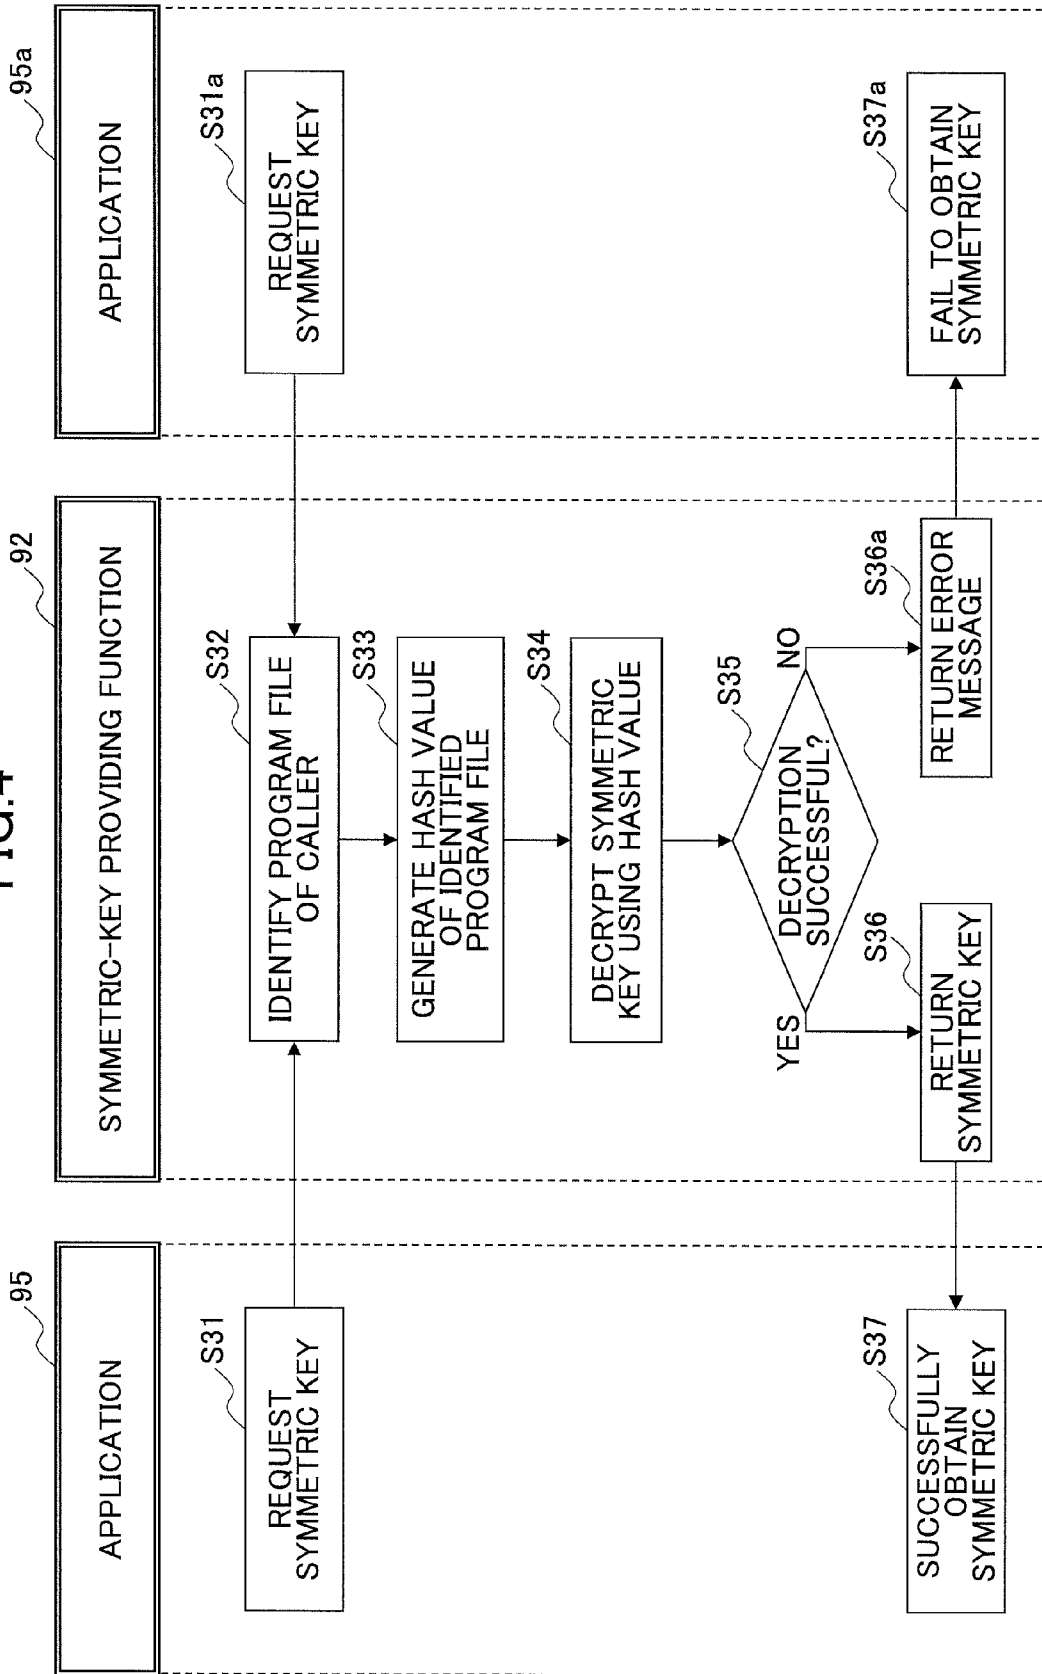 FIG.4
95
APPLICATION
92
SYMMETRIC-KEY PROVIDING FUNCTION
95a
APPLICATION
S31
REQUEST
SYMMETRIC KEY
S32
IDENTIFY PROGRAM FILE
OF CALLER
S31a
REQUEST
SYMMETRIC KEY
S33
GENERATE HASH VALUE
OF IDENTIFIED
PROGRAM FILE
S34
DECRYPT SYMMETRIC
KEY USING HASH VALUE
S35
DECRYPTION
SUCCESSFUL?
YES
NO
S37
SUCCESSFULLY
OBTAIN
SYMMETRIC KEY
S36
RETURN
SYMMETRIC KEY
S36a
RETURN ERROR
MESSAGE
S37a
FAIL TO OBTAIN
SYMMETRIC KEY